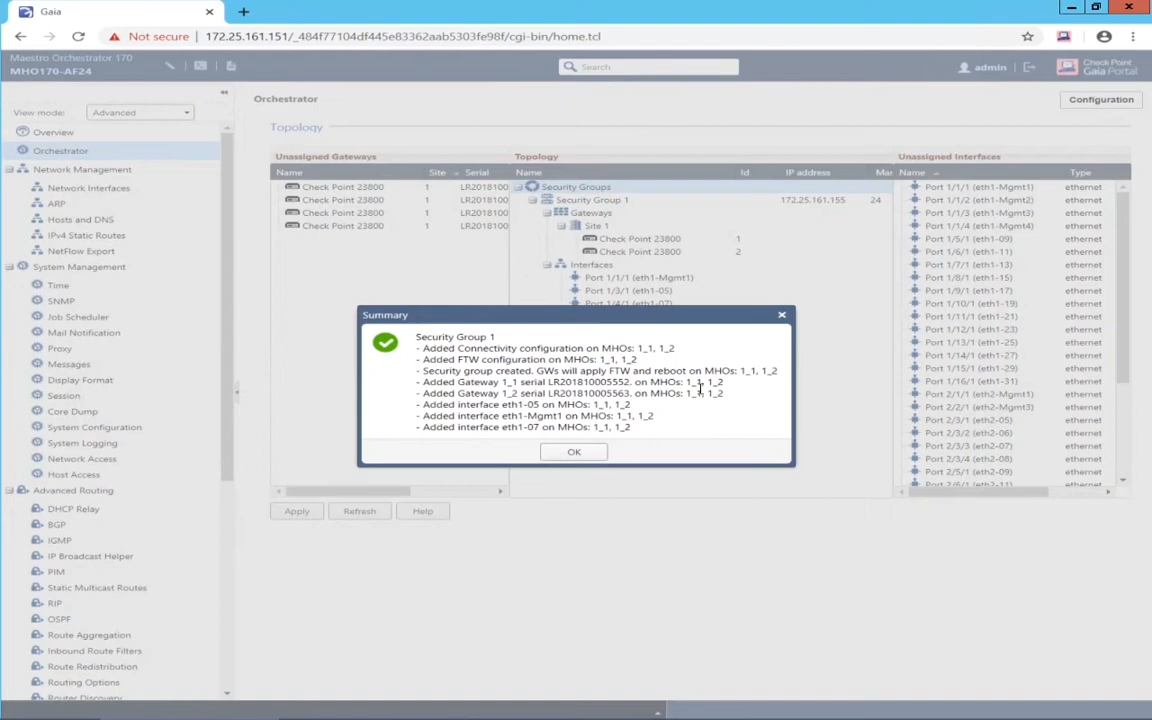 Gaia
Not secure
172.25.161.151/_484f77104df445e83362aab5303fe98f/cgi-bin/home.tcl
Maestro Orchestrator 170
MHO170-AF24
Search
admin
Check Point
Gaia Portal
View mode:
Advanced
Overview
Orchestrator
Network Management
Network Interfaces
ARP
Hosts and DNS
IPv4 Static Routes
NetFlow Export
System Management
Time
SNMP
Job Scheduler
Mail Notification
Proxy
Messages
Display Format
Session
Core Dump
System Configuration
System Logging
Network Access
Host Access
Advanced Routing
DHCP Relay
BGP
IGMP
IP Broadcast Helper
PIM
Static Multicast Routes
RIP
OSPF
Route Aggregation
Inbound Route Filters
Route Redistribution
Routing Options
Router Discovery
Orchestrator
Configuration
Topology
Unassigned Gateways
Name Site Serial
Check Point 23800 1 LR2018100
Check Point 23800 1 LR2018100
Check Point 23800 1 LR2018100
Check Point 23800 1 LR2018100
Topology
Name Id IP address Mas
Security Groups
Security Group 1 172.25.161.155 24
Gateways
Site 1
Check Point 23800 1
Check Point 23800 2
Interfaces
Port 1/1/1 (eth1-Mgmt1)
Port 1/3/1 (eth1-05)
Port 1/4/1 (eth1-07)
Unassigned Interfaces
Name Type
Port 1/1/1 (eth1-Mgmt1) ethernet
Port 1/1/2 (eth1-Mgmt2) ethernet
Port 1/1/3 (eth1-Mgmt3) ethernet
Port 1/1/4 (eth1-Mgmt4) ethernet
Port 1/5/1 (eth1-09) ethernet
Port 1/6/1 (eth1-11) ethernet
Port 1/7/1 (eth1-13) ethernet
Port 1/8/1 (eth1-15) ethernet
Port 1/9/1 (eth1-17) ethernet
Port 1/10/1 (eth1-19) ethernet
Port 1/11/1 (eth1-21) ethernet
Port 1/12/1 (eth1-23) ethernet
Port 1/13/1 (eth1-25) ethernet
Port 1/14/1 (eth1-27) ethernet
Port 1/15/1 (eth1-29) ethernet
Port 1/16/1 (eth1-31) ethernet
Port 2/1/1 (eth2-Mgmt1) ethernet
Port 2/2/1 (eth2-Mgmt3) ethernet
Port 2/3/1 (eth2-05) ethernet
Port 2/3/2 (eth2-06) ethernet
Port 2/3/3 (eth2-07) ethernet
Port 2/3/4 (eth2-08) ethernet
Port 2/5/1 (eth2-09) ethernet
Port 2/6/1 (eth2-11) ethernet
Summary
Security Group 1
- Added Connectivity configuration on MHOs: 1_1, 1_2
- Added FTW configuration on MHOs: 1_1, 1_2
- Security group created. GWs will apply FTW and reboot on MHOs: 1_1, 1_2
- Added Gateway 1_1 serial LR201810005552. on MHOs: 1_1, 1_2
- Added Gateway 1_2 serial LR201810005563. on MHOs: 1_1, 1_2
- Added interface eth1-05 on MHOs: 1_1, 1_2
- Added interface eth1-Mgmt1 on MHOs: 1_1, 1_2
- Added interface eth1-07 on MHOs: 1_1, 1_2
OK
Apply
Refresh
Help